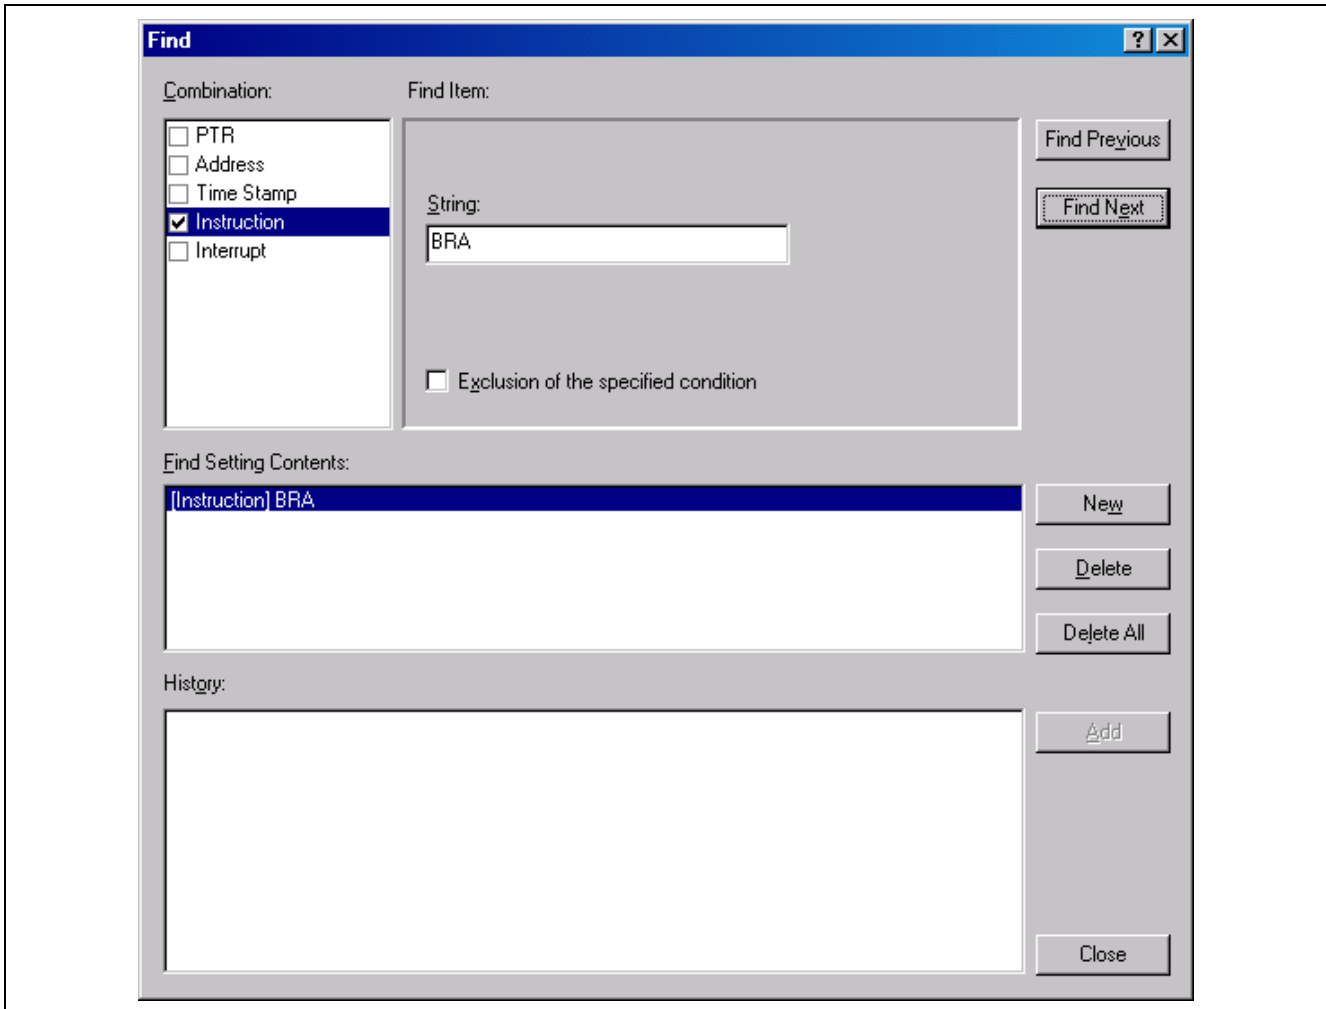 Find
Combination:
Find Item:
PTR
Address
Time Stamp
Instruction
Interrupt
String:
BRA
Exclusion of the specified condition
Find Previous
Find Next
Find Setting Contents:
[Instruction] BRA
New
Delete
Delete All
History:
Add
Close